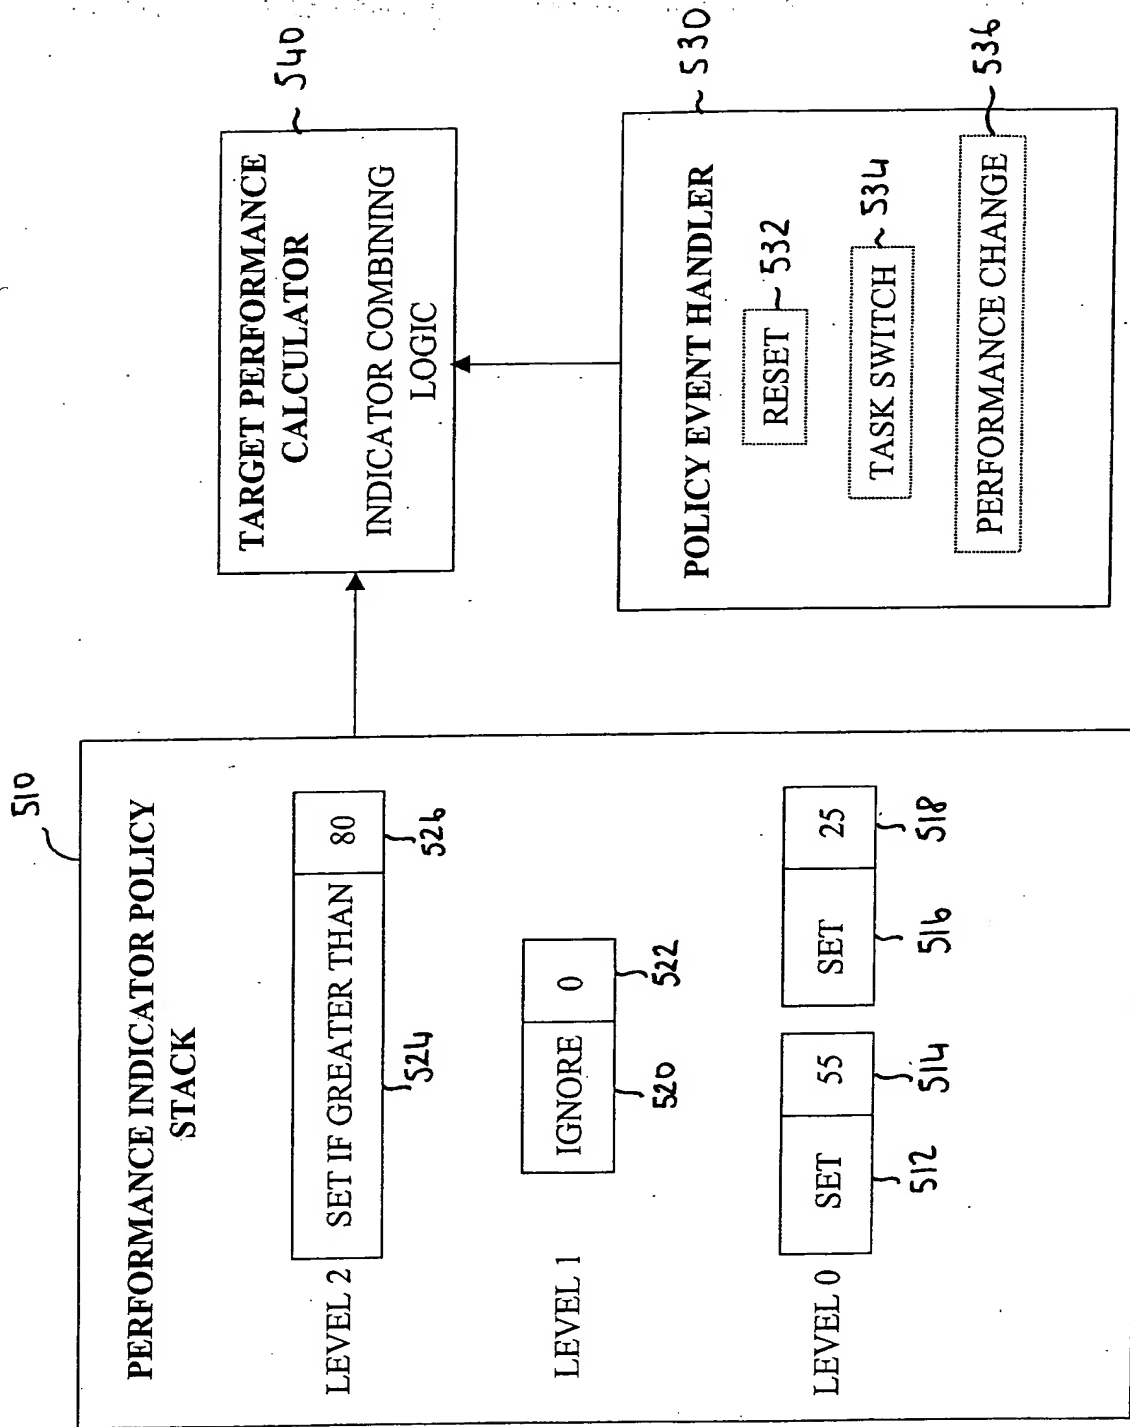 510
PERFORMANCE INDICATOR POLICY
STACK
LEVEL 2 SET IF GREATER THAN 80
524 526
LEVEL 1 IGNORE 0
520 522
LEVEL 0 SET 55 SET 25
512 514 516 518
TARGET PERFORMANCE
CALCULATOR
INDICATOR COMBINING
LOGIC
540
POLICY EVENT HANDLER
530
RESET
532
TASK SWITCH
534
PERFORMANCE CHANGE
536